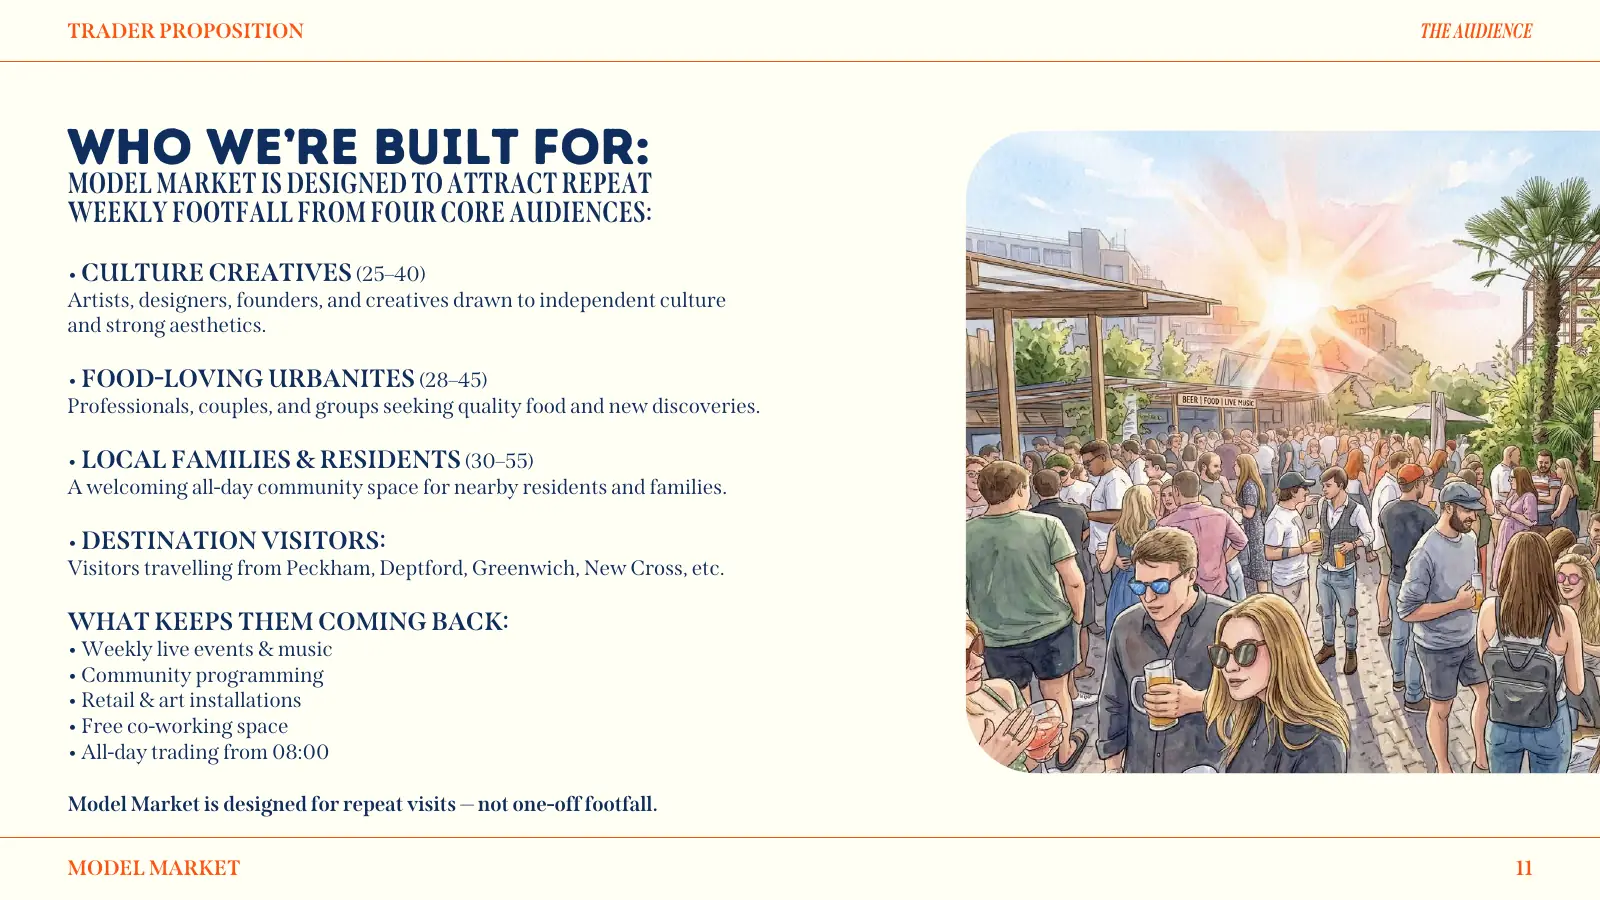 TRADER PROPOSITION
THE AUDIENCE
WHO WE'RE BUILT FOR:
MODEL MARKET IS DESIGNED TO ATTRACT REPEAT
WEEKLY FOOTFALL FROM FOUR CORE AUDIENCES:
• CULTURE CREATIVES (25–40)
Artists, designers, founders, and creatives drawn to independent culture
and strong aesthetics.
• FOOD-LOVING URBANITES (28–45)
Professionals, couples, and groups seeking quality food and new discoveries.
• LOCAL FAMILIES & RESIDENTS (30–55)
A welcoming all-day community space for nearby residents and families.
• DESTINATION VISITORS:
Visitors travelling from Peckham, Deptford, Greenwich, New Cross, etc.
WHAT KEEPS THEM COMING BACK:
• Weekly live events & music
• Community programming
• Retail & art installations
• Free co-working space
• All-day trading from 08:00
Model Market is designed for repeat visits — not one-off footfall.
BEER | FOOD | LIVE MUSIC
MODEL MARKET
11